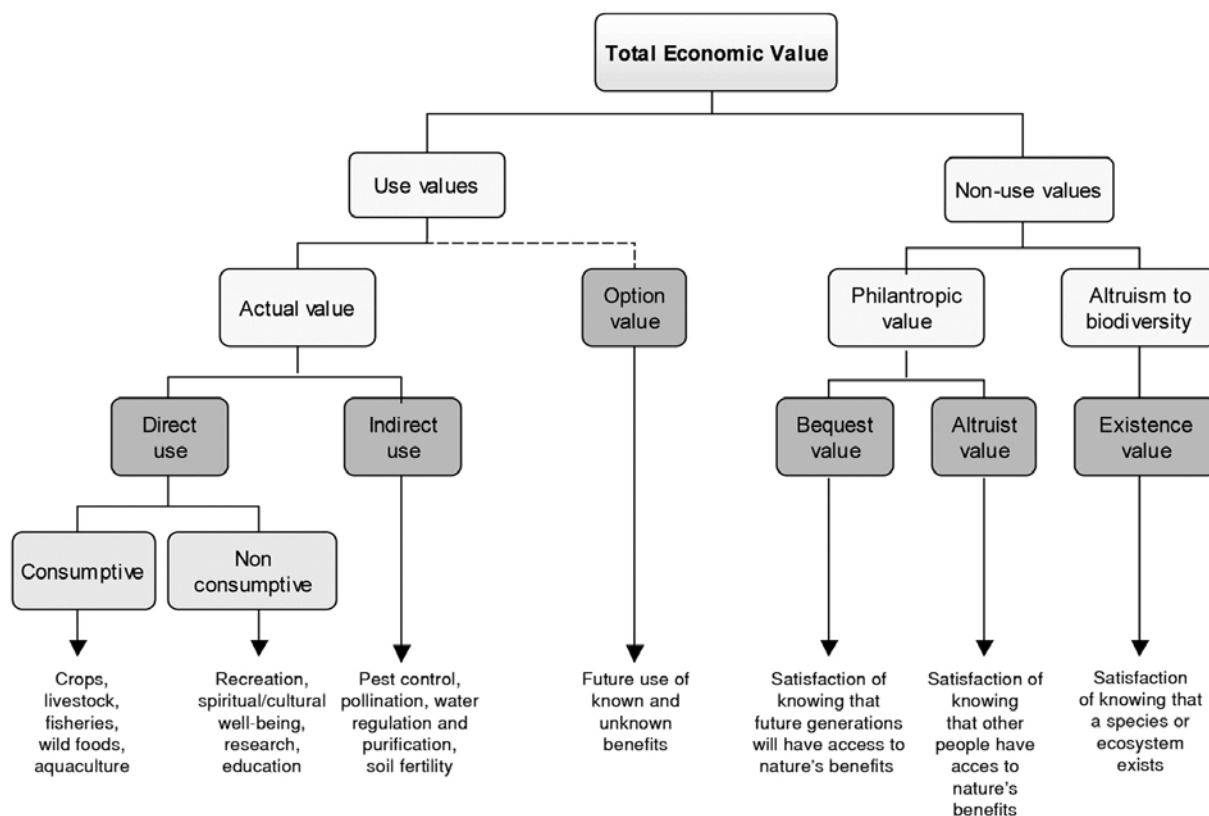 Total Economic Value
Use values
Non-use values
Actual value
Option
value
Philantropic
value
Altruism to
biodiversity
Direct
use
Indirect
use
Bequest
value
Altruist
value
Existence
value
Consumptive
Non
consumptive
Crops,
livestock,
fisheries,
wild foods,
aquaculture
Recreation,
spiritual/cultural
well-being,
research,
education
Pest control,
pollination, water
regulation and
purification,
soil fertility
Future use of
known and
unknown
benefits
Satisfaction of
knowing that
future generations
will have access to
nature's benefits
Satisfaction of
knowing
that other
people have
acces to
nature's
benefits
Satisfaction
of knowing that
a species or
ecosystem
exists